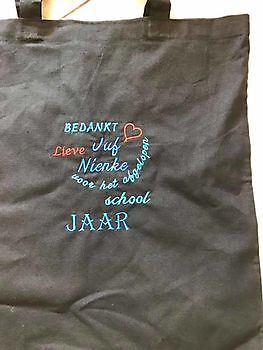 BEDANKT
Lieve Juf
Nienke
voor het afgelopen
school
JAAR